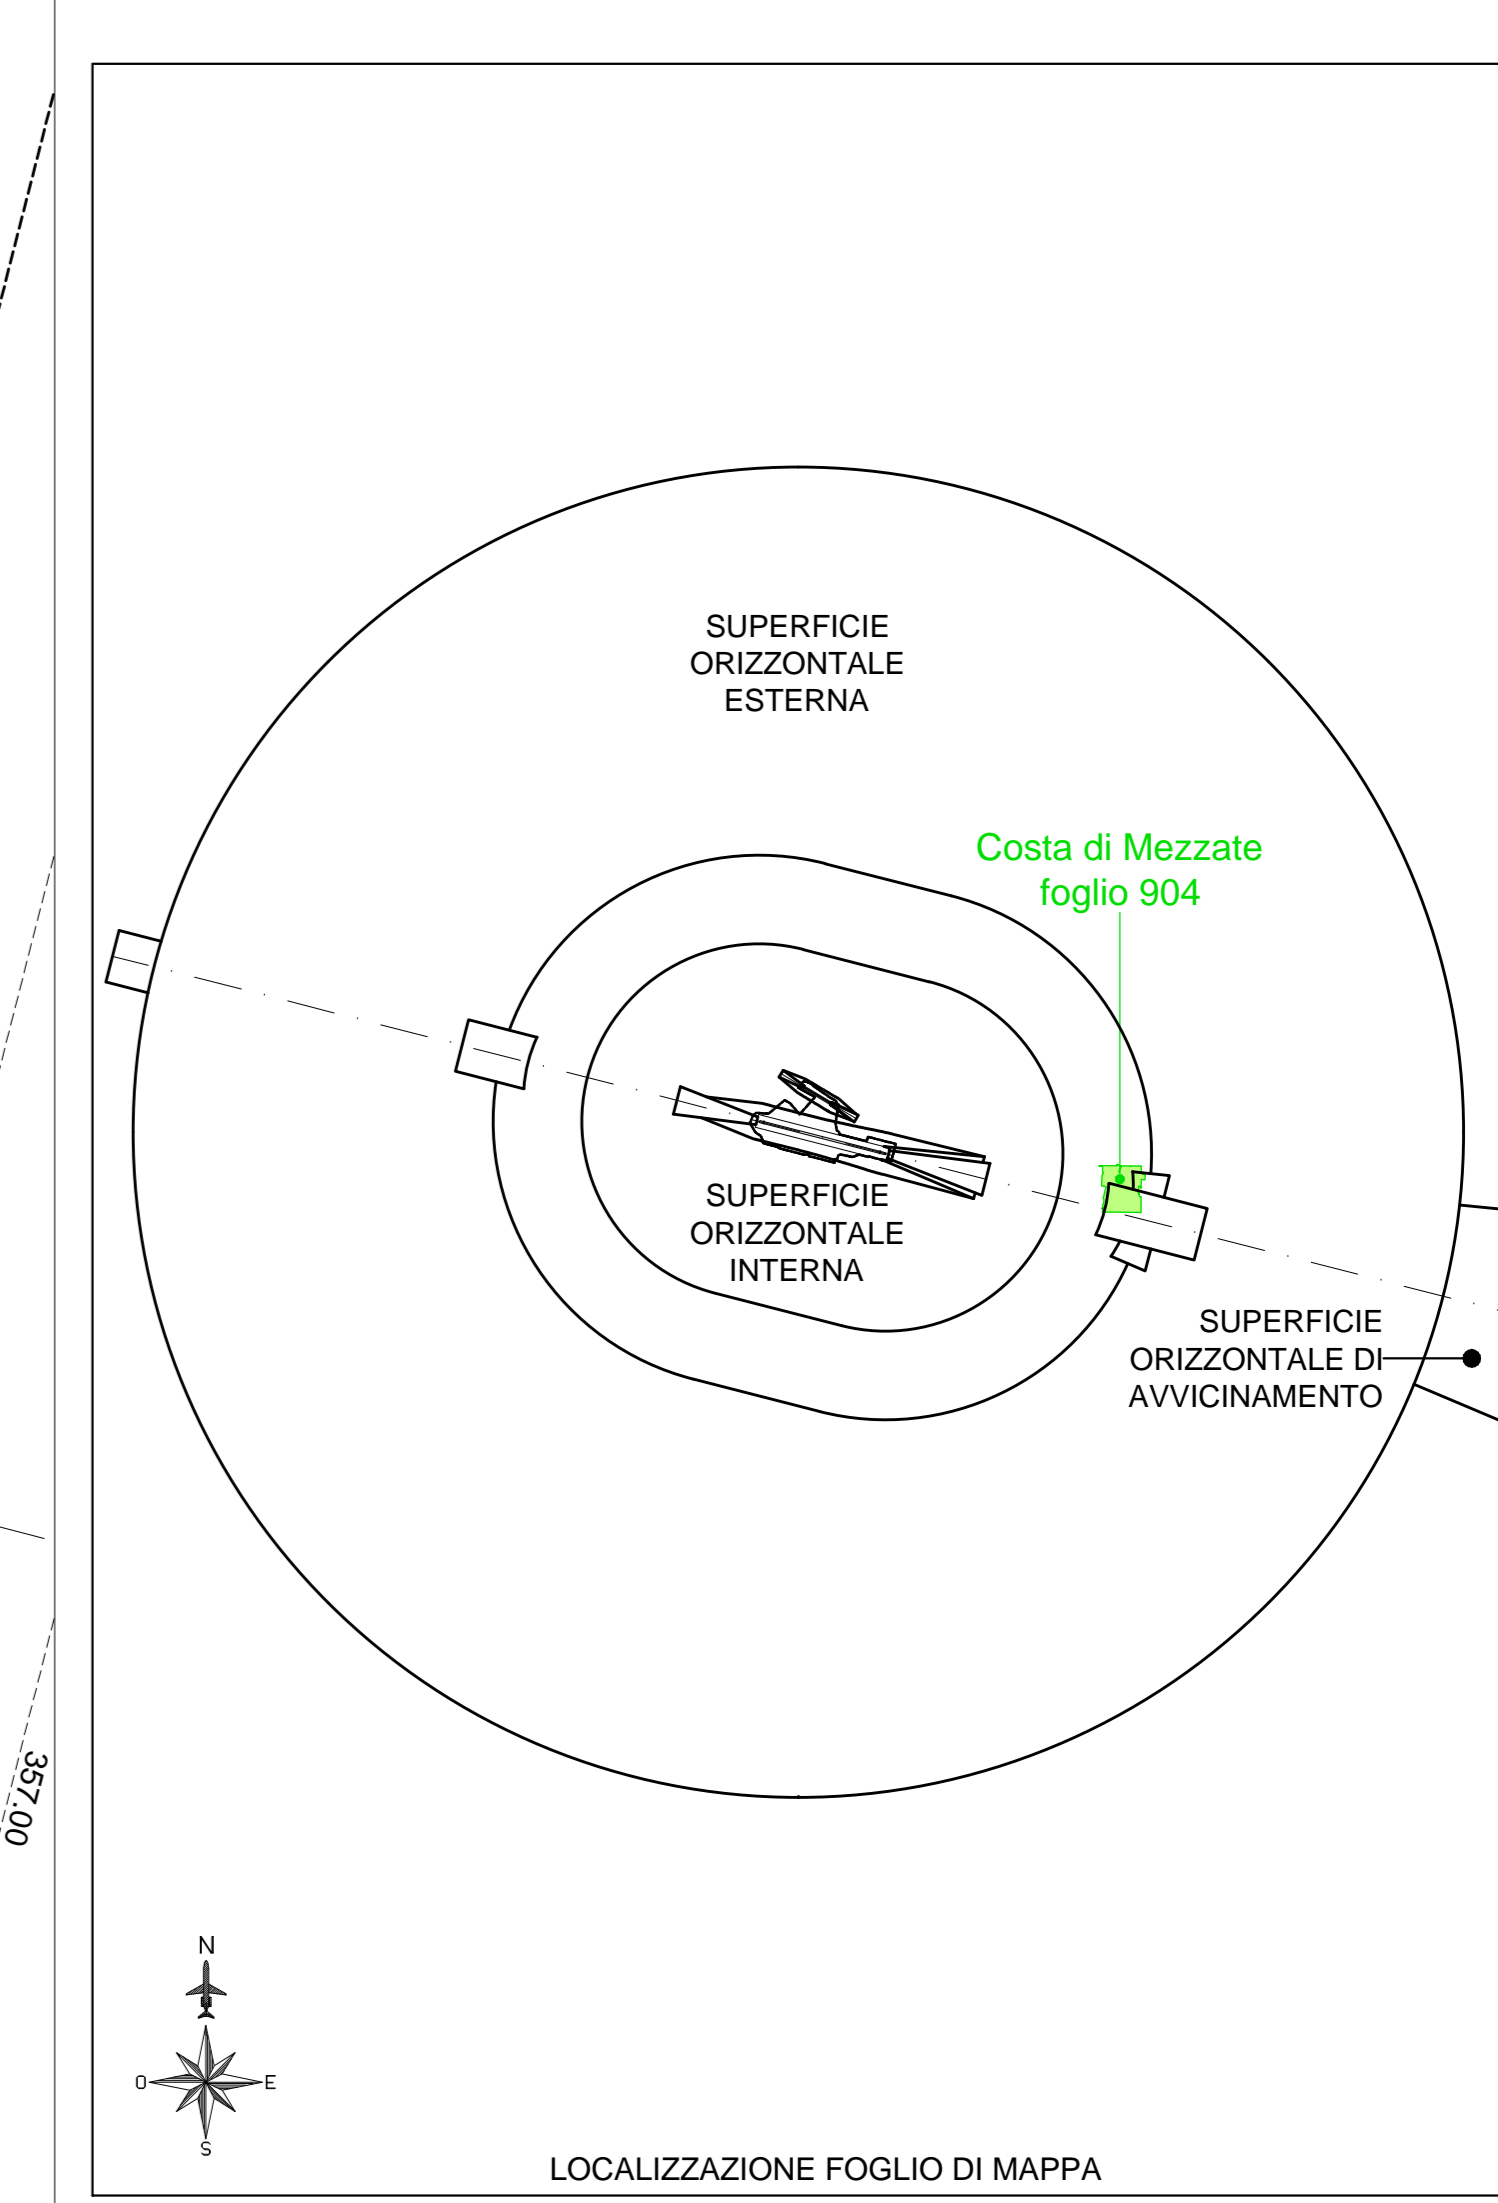 SUPERFICIE
ORIZZONTALE
ESTERNA
Costa di Mezzate
foglio 904
SUPERFICIE
ORIZZONTALE
INTERNA
SUPERFICIE
ORIZZONTALE DI
AVVICINAMENTO
357.00
N
O
E
S
LOCALIZZAZIONE FOGLIO DI MAPPA